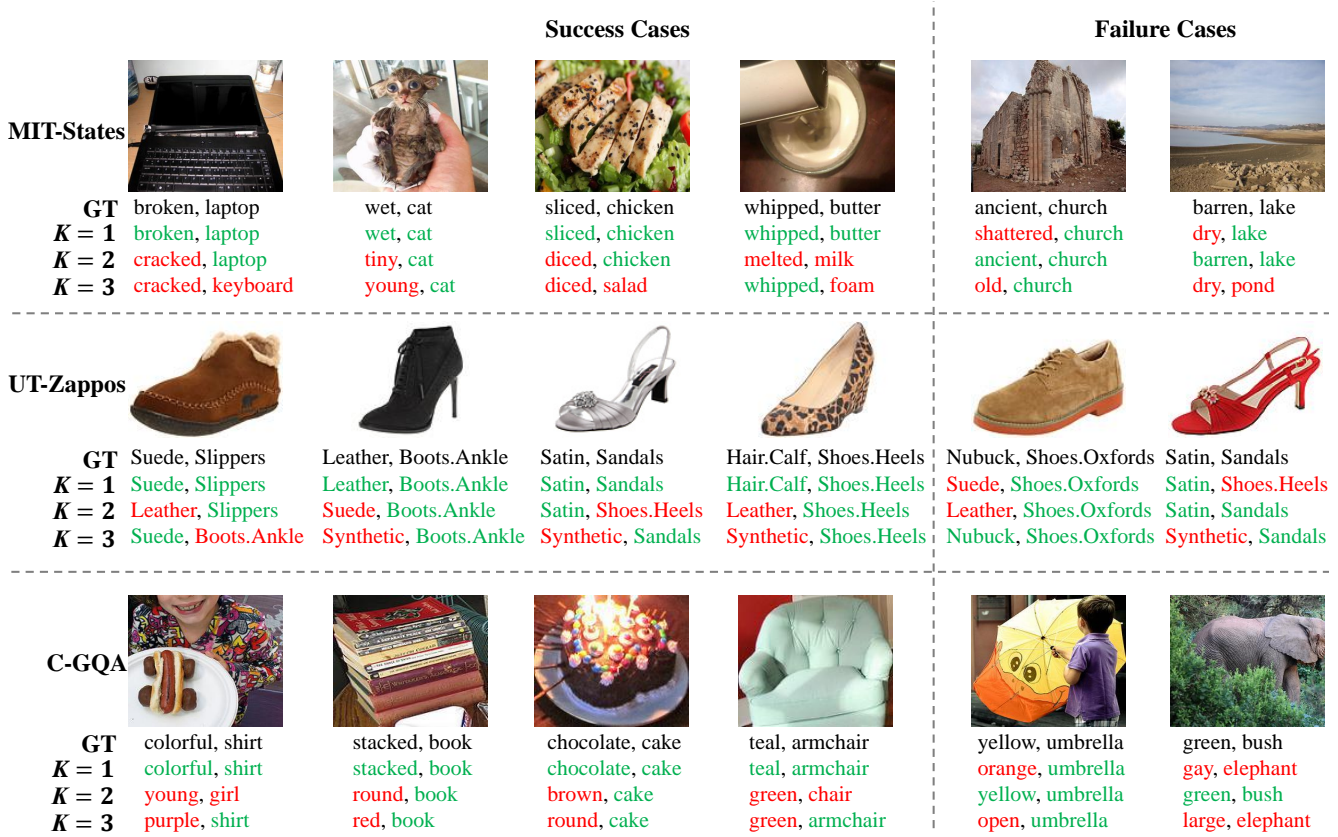 Success Cases
Failure Cases
MIT-States
GT broken, laptop wet, cat sliced, chicken whipped, butter ancient, church barren, lake
K = 1 broken, laptop wet, cat sliced, chicken whipped, butter shattered, church dry, lake
K = 2 cracked, laptop tiny, cat diced, chicken melted, milk ancient, church barren, lake
K = 3 cracked, keyboard young, cat diced, salad whipped, foam old, church dry, pond
UT-Zappos
GT Suede, Slippers Leather, Boots.Ankle Satin, Sandals Hair.Calf, Shoes.Heels Nubuck, Shoes.Oxfords Satin, Sandals
K = 1 Suede, Slippers Leather, Boots.Ankle Satin, Sandals Hair.Calf, Shoes.Heels Suede, Shoes.Oxfords Satin, Shoes.Heels
K = 2 Leather, Slippers Suede, Boots.Ankle Satin, Shoes.Heels Leather, Shoes.Heels Leather, Shoes.Oxfords Satin, Sandals
K = 3 Suede, Boots.Ankle Synthetic, Boots.Ankle Synthetic, Sandals Synthetic, Shoes.Heels Nubuck, Shoes.Oxfords Synthetic, Sandals
C-GQA
GT colorful, shirt stacked, book chocolate, cake teal, armchair yellow, umbrella green, bush
K = 1 colorful, shirt stacked, book chocolate, cake teal, armchair orange, umbrella gay, elephant
K = 2 young, girl round, book brown, cake green, chair yellow, umbrella green, bush
K = 3 purple, shirt red, book round, cake green, armchair open, umbrella large, elephant